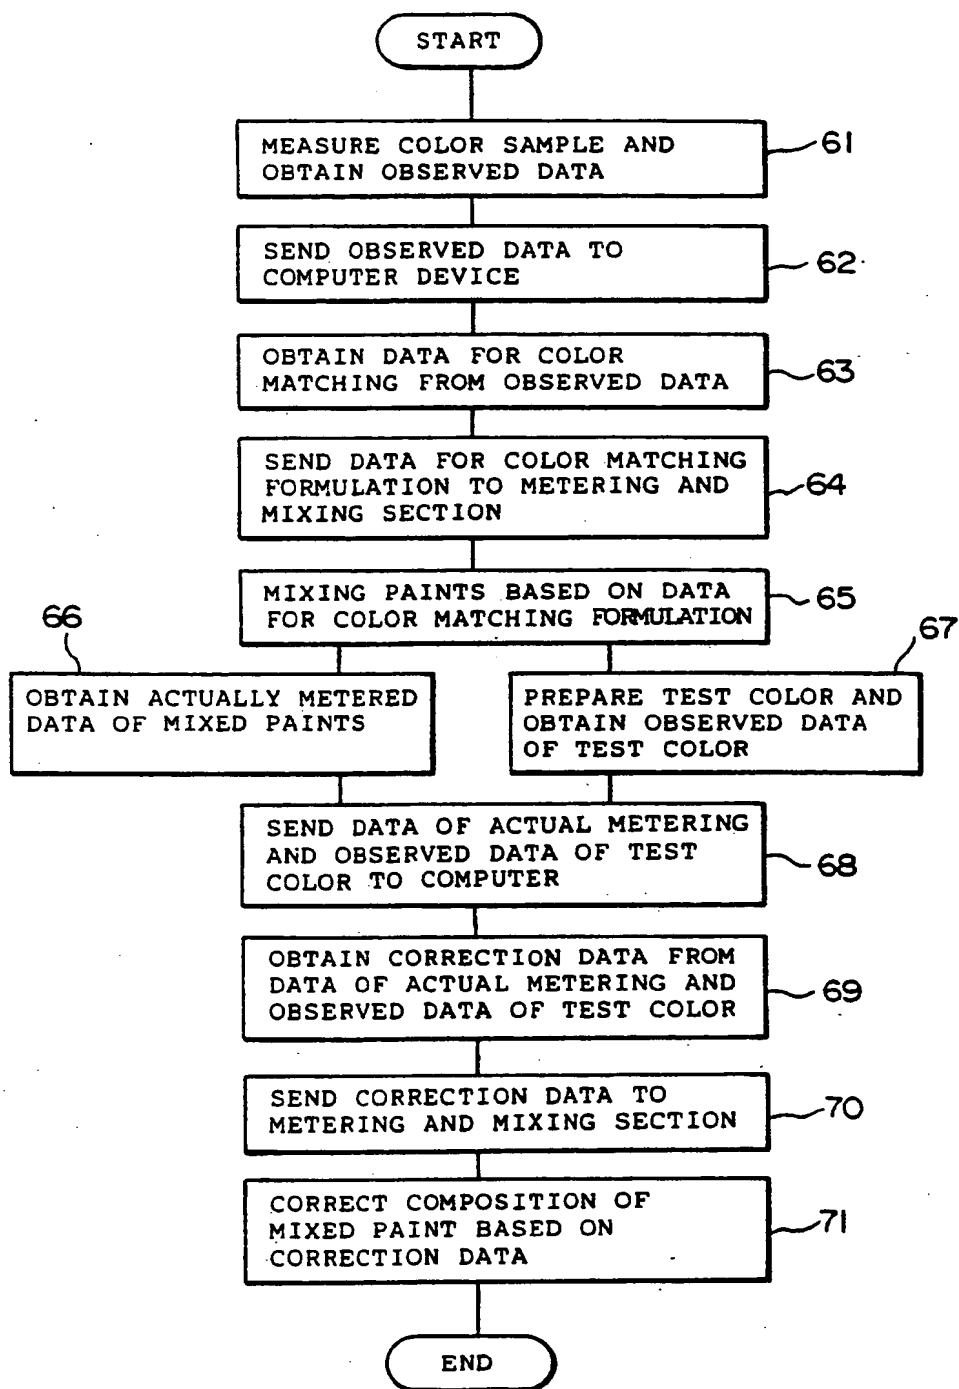 START
MEASURE COLOR SAMPLE AND
OBTAIN OBSERVED DATA
61
SEND OBSERVED DATA TO
COMPUTER DEVICE
62
OBTAIN DATA FOR COLOR
MATCHING FROM OBSERVED DATA
63
SEND DATA FOR COLOR MATCHING
FORMULATION TO METERING AND
MIXING SECTION
64
MIXING PAINTS BASED ON DATA
FOR COLOR MATCHING FORMULATION
65
66
OBTAIN ACTUALLY METERED
DATA OF MIXED PAINTS
67
PREPARE TEST COLOR AND
OBTAIN OBSERVED DATA
OF TEST COLOR
SEND DATA OF ACTUAL METERING
AND OBSERVED DATA OF TEST
COLOR TO COMPUTER
68
OBTAIN CORRECTION DATA FROM
DATA OF ACTUAL METERING AND
OBSERVED DATA OF TEST COLOR
69
SEND CORRECTION DATA TO
METERING AND MIXING SECTION
70
CORRECT COMPOSITION OF
MIXED PAINT BASED ON
CORRECTION DATA
71
END